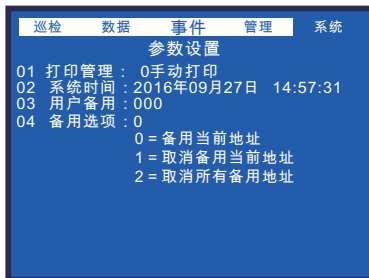 巡检 数据 事件 管理 系统
参数设置
01 打印管理： 0手动打印
02 系统时间：2016年09月27日 14:57:31
03 用户备用：000
04 备用选项：0
0=备用当前地址
1=取消备用当前地址
2=取消所有备用地址